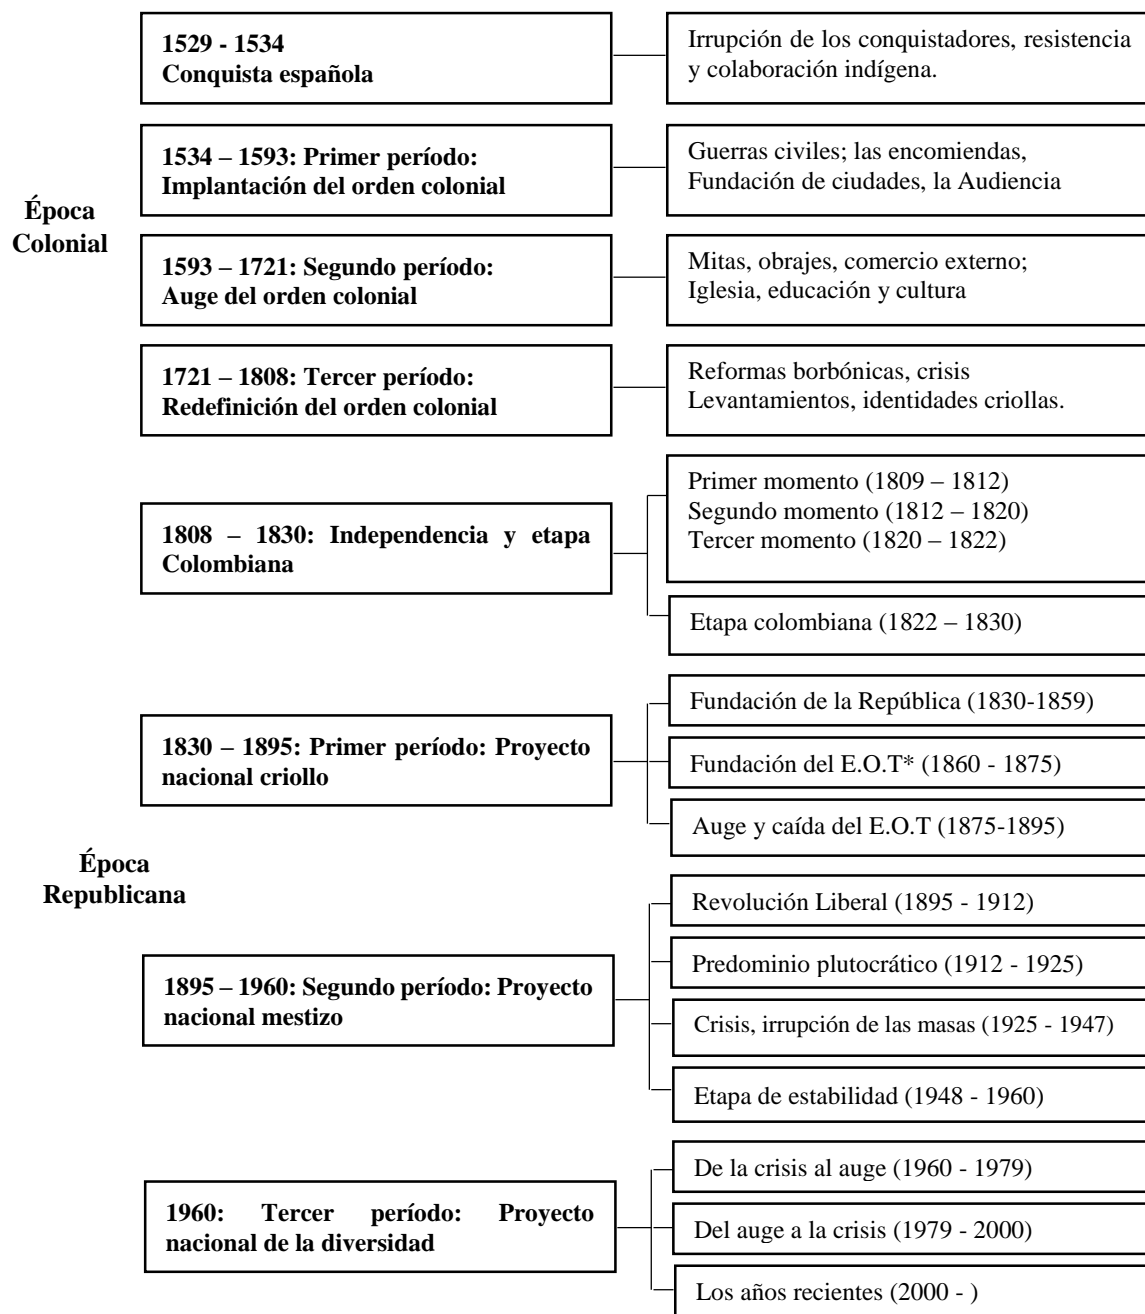 1529 - 1534
Conquista española
Irrupción de los conquistadores, resistencia
y colaboración indígena.
Época
Colonial
1534 – 1593: Primer período:
Implantación del orden colonial
Guerras civiles; las encomiendas,
Fundación de ciudades, la Audiencia
1593 – 1721: Segundo período:
Auge del orden colonial
Mitas, obrajes, comercio externo;
Iglesia, educación y cultura
1721 – 1808: Tercer período:
Redefinición del orden colonial
Reformas borbónicas, crisis
Levantamientos, identidades criollas.
1808 – 1830: Independencia y etapa
Colombiana
Primer momento (1809 – 1812)
Segundo momento (1812 – 1820)
Tercer momento (1820 – 1822)
Etapa colombiana (1822 – 1830)
Época
Republicana
1830 – 1895: Primer período: Proyecto
nacional criollo
Fundación de la República (1830-1859)
Fundación del E.O.T* (1860 - 1875)
Auge y caída del E.O.T (1875-1895)
1895 – 1960: Segundo período: Proyecto
nacional mestizo
Revolución Liberal (1895 - 1912)
Predominio plutocrático (1912 - 1925)
Crisis, irrupción de las masas (1925 - 1947)
Etapa de estabilidad (1948 - 1960)
1960: Tercer período: Proyecto
nacional de la diversidad
De la crisis al auge (1960 - 1979)
Del auge a la crisis (1979 - 2000)
Los años recientes (2000 - )